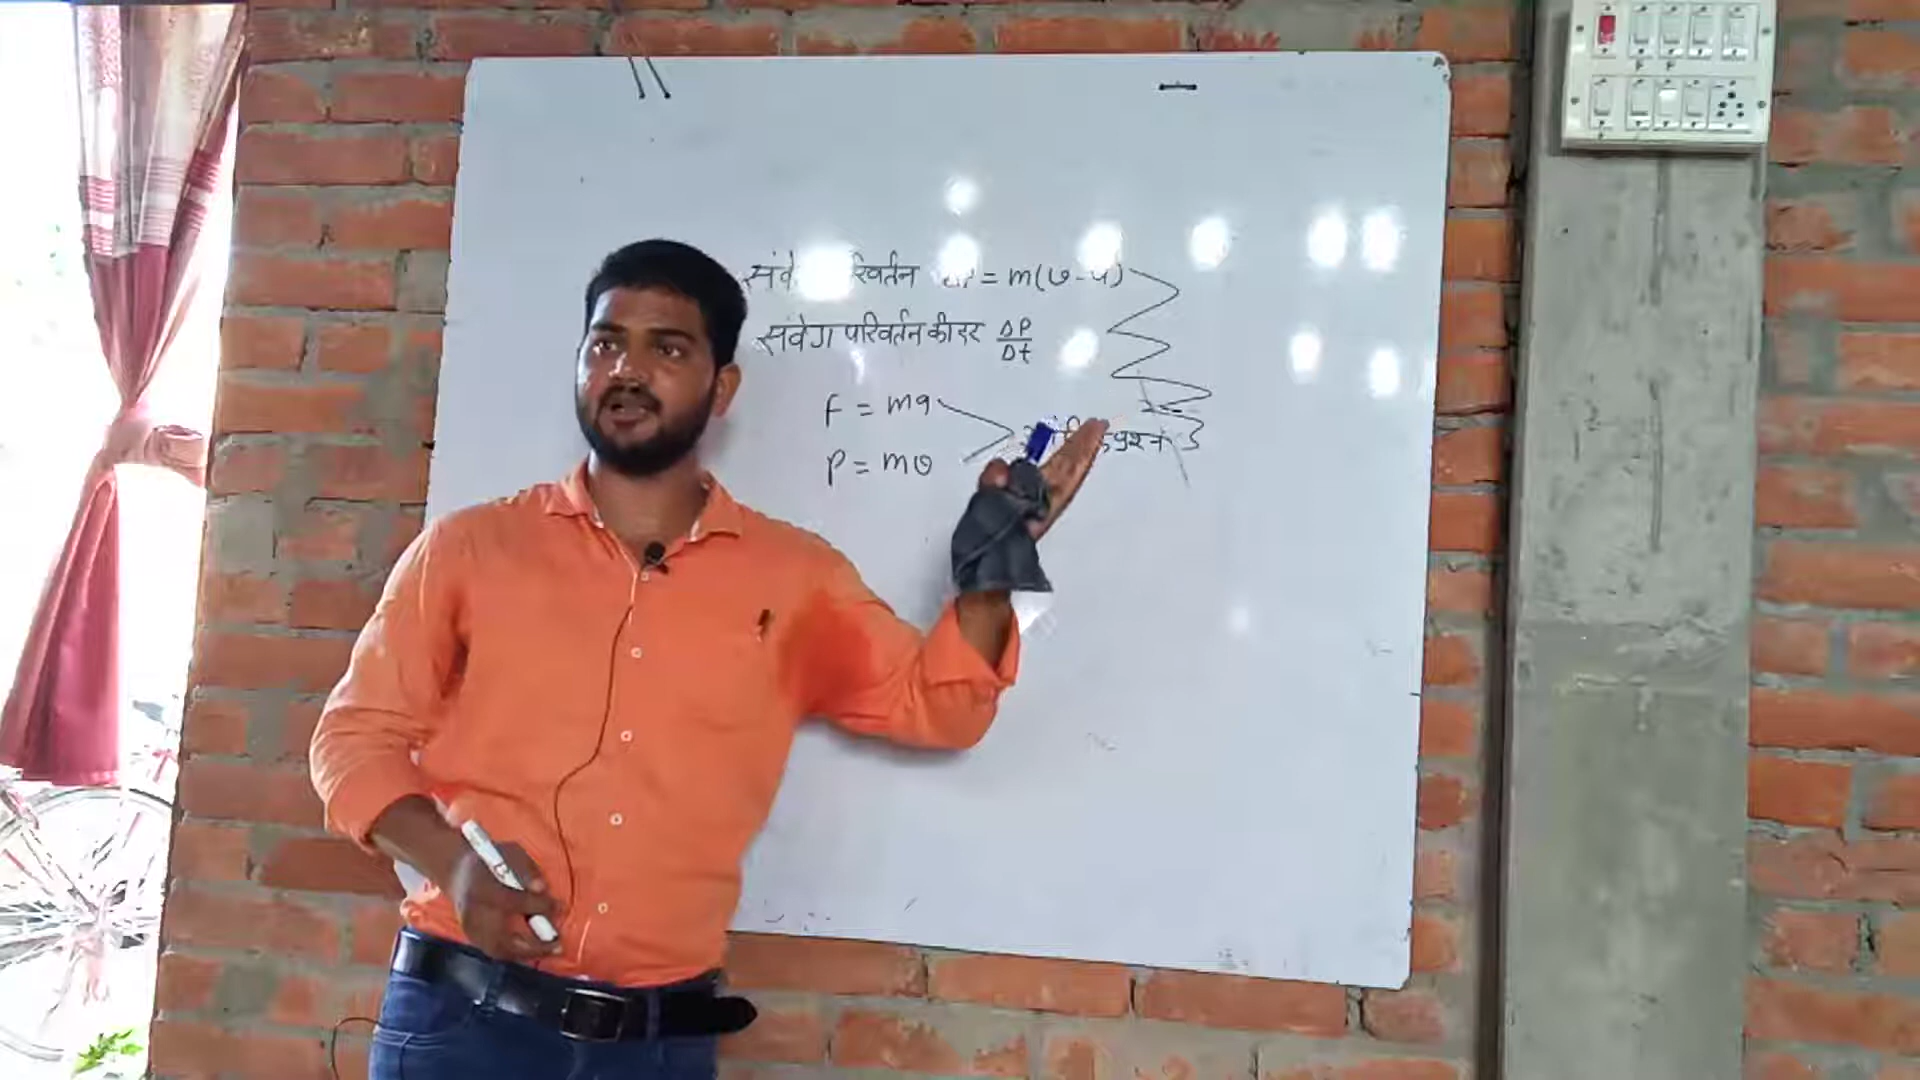 परिवर्तन = m(v-u)
संवेग परिवर्तन की दर ΔP/Δt
F = ma
P = mv